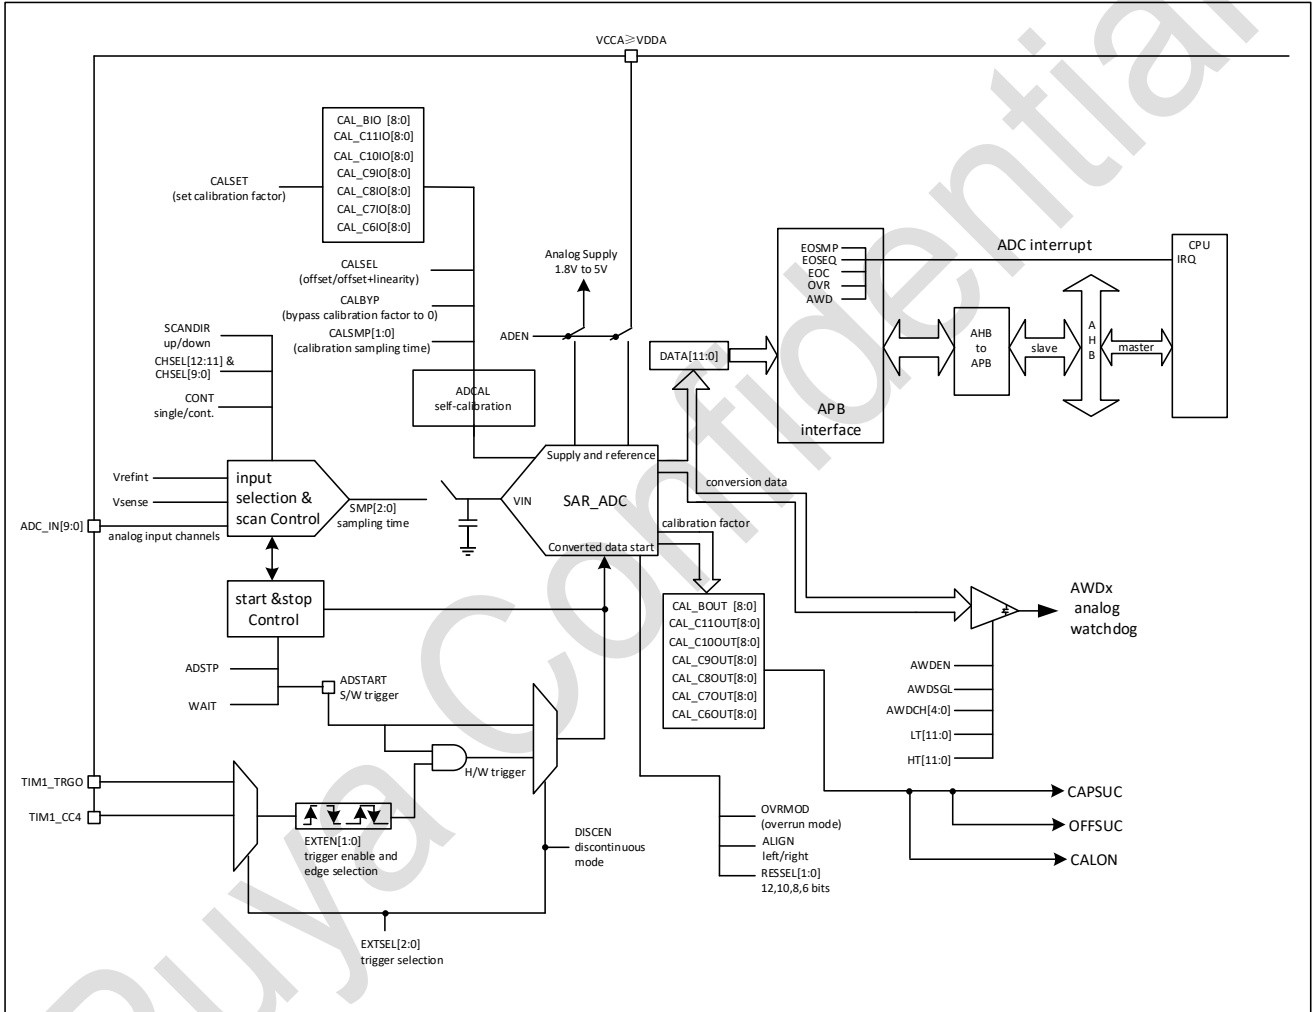 VCCA≥VDDA
CAL_BIO [8:0]
CAL_C11IO[8:0]
CAL_C10IO[8:0]
CAL_C9IO[8:0]
CAL_C8IO[8:0]
CAL_C7IO[8:0]
CAL_C6IO[8:0]
CALSET
(set calibration factor)
CALSEL
(offset/offset+linearity)
CALBYP
(bypass calibration factor to 0)
CALSMP[1:0]
(calibration sampling time)
Analog Supply
1.8V to 5V
ADEN
SCANDIR
up/down
CHSEL[12:11] &
CHSEL[9:0]
CONT
single/cont.
ADCAL
self-calibration
EOSMP
EOSEQ
EOC
OVR
AWD
APB
interface
ADC interrupt
CPU
IRQ
AHB
to
APB
slave
A
H
B
master
DATA[11:0]
Vrefint
Vsense
ADC_IN[9:0]
analog input channels
input
selection &
scan Control
SMP[2:0]
sampling time
Supply and reference
VIN
SAR_ADC
Converted data start
conversion data
calibration factor
start &stop
Control
ADSTP
WAIT
ADSTART
S/W trigger
CAL_BOUT [8:0]
CAL_C11OUT[8:0]
CAL_C10OUT[8:0]
CAL_C9OUT[8:0]
CAL_C8OUT[8:0]
CAL_C7OUT[8:0]
CAL_C6OUT[8:0]
AWDx
analog
watchdog
AWDEN
AWDSGL
AWDCH[4:0]
LT[11:0]
HT[11:0]
H/W trigger
TIM1_TRGO
TIM1_CC4
EXTEN[1:0]
trigger enable and
edge selection
DISCEN
discontinuous
mode
EXTSEL[2:0]
trigger selection
OVRMOD
(overrun mode)
ALIGN
left/right
RESSEL[1:0]
12,10,8,6 bits
CAPSUC
OFFSUC
CALON
Puya Confidential